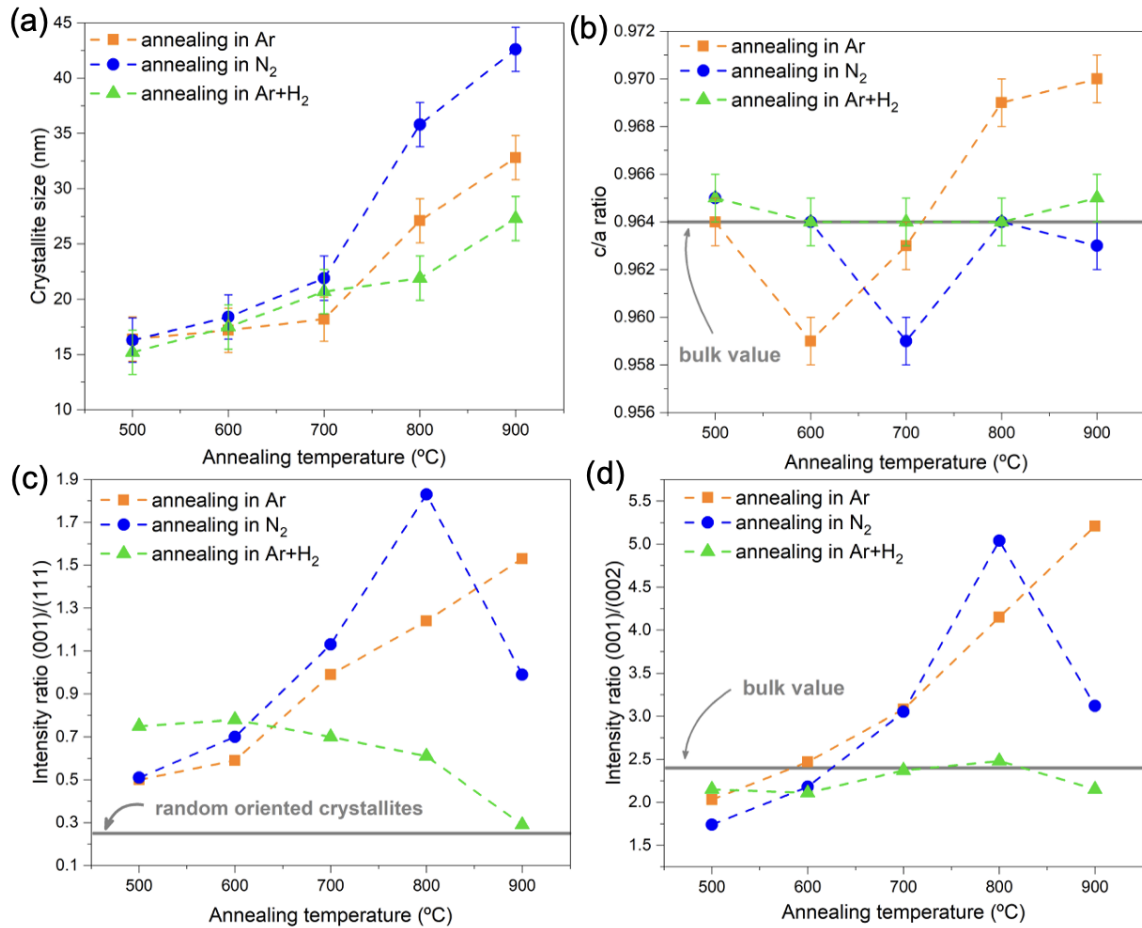 (a)
45
40
35
30
25
20
15
10
Crystallite size (nm)
annealing in Ar
annealing in N₂
annealing in Ar+H₂
500 600 700 800 900
Annealing temperature (ºC)
(b)
0.972
0.970
0.968
0.966
0.964
0.962
0.960
0.958
0.956
c/a ratio
annealing in Ar
annealing in N₂
annealing in Ar+H₂
bulk value
500 600 700 800 900
Annealing temperature (ºC)
(c)
1.9
1.7
1.5
1.3
1.1
0.9
0.7
0.5
0.3
0.1
Intensity ratio (001)/(111)
annealing in Ar
annealing in N₂
annealing in Ar+H₂
random oriented crystallites
500 600 700 800 900
Annealing temperature (ºC)
(d)
5.5
5.0
4.5
4.0
3.5
3.0
2.5
2.0
1.5
Intensity ratio (001)/(002)
annealing in Ar
annealing in N₂
annealing in Ar+H₂
bulk value
500 600 700 800 900
Annealing temperature (ºC)